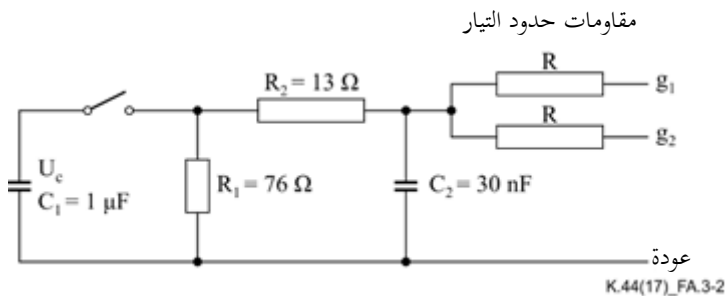 مقاومات حدود التيار
R
R₂ = 13 Ω
g₁
R
g₂
U꜀
C₁ = 1 µF
R₁ = 76 Ω
C₂ = 30 nF
عودة
K.44(17)_FA.3-2